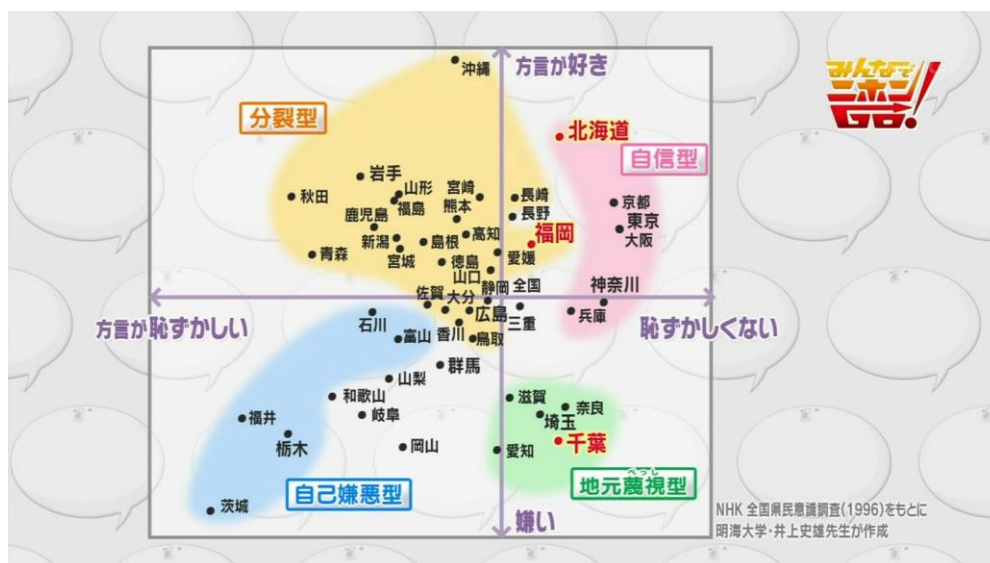 方言が好き
みんなで
ニホン
GO!
沖縄
分裂型
北海道
自信型
岩手
秋田
山形
宮崎
長崎
福島
熊本
京都
鹿児島
長野
東京
高知
福岡
大阪
新潟
島根
青森
宮城
徳島
愛媛
山口
静岡
全国
神奈川
佐賀
大分
広島
三重
兵庫
方言が恥ずかしい
恥ずかしくない
石川
富山
香川
鳥取
群馬
山梨
和歌山
岐阜
滋賀
奈良
埼玉
福井
栃木
岡山
愛知
千葉
べっし
地元蔑視型
自己嫌悪型
茨城
嫌い
NHK 全国県民意識調査(1996)をもとに
明海大学・井上史雄先生が作成